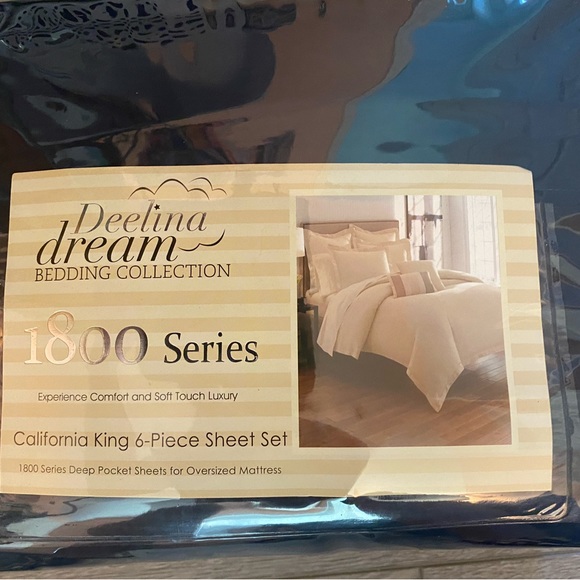 Deelina
dream
BEDDING COLLECTION
1800 Series
Experience Comfort and Soft Touch Luxury
California King 6-Piece Sheet Set
1800 Series Deep Pocket Sheets for Oversized Mattress